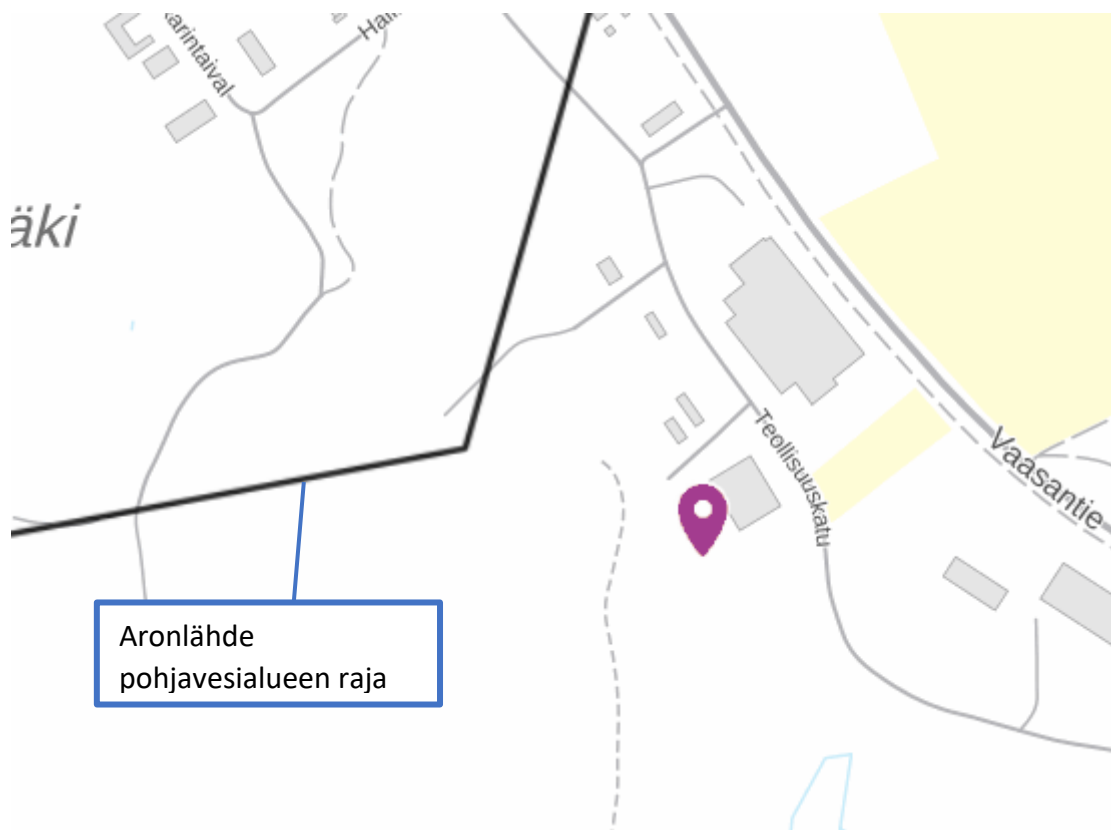 äki
Vaasantie
Teollisuuskatu
Aronlähde
pohjavesialueen raja